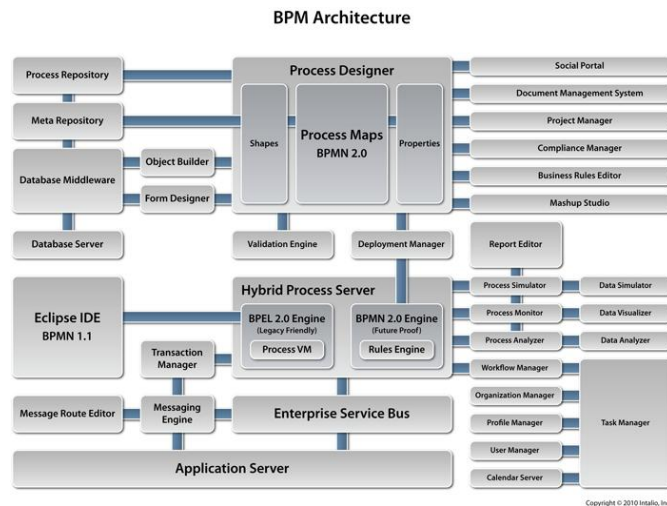 BPM Architecture
Process Repository
Meta Repository
Database Middleware
Object Builder
Form Designer
Database Server
Process Designer
Shapes
Process Maps
BPMN 2.0
Properties
Validation Engine
Deployment Manager
Social Portal
Document Management System
Project Manager
Compliance Manager
Business Rules Editor
Mashup Studio
Report Editor
Eclipse IDE
BPMN 1.1
Hybrid Process Server
BPEL 2.0 Engine
(Legacy Friendly)
Process VM
BPMN 2.0 Engine
(Future Proof)
Rules Engine
Process Simulator
Data Simulator
Process Monitor
Data Visualizer
Process Analyzer
Data Analyzer
Transaction
Manager
Workflow Manager
Organization Manager
Profile Manager
User Manager
Calendar Server
Task Manager
Message Route Editor
Messaging
Engine
Enterprise Service Bus
Application Server
Copyright © 2010 Intalio, In